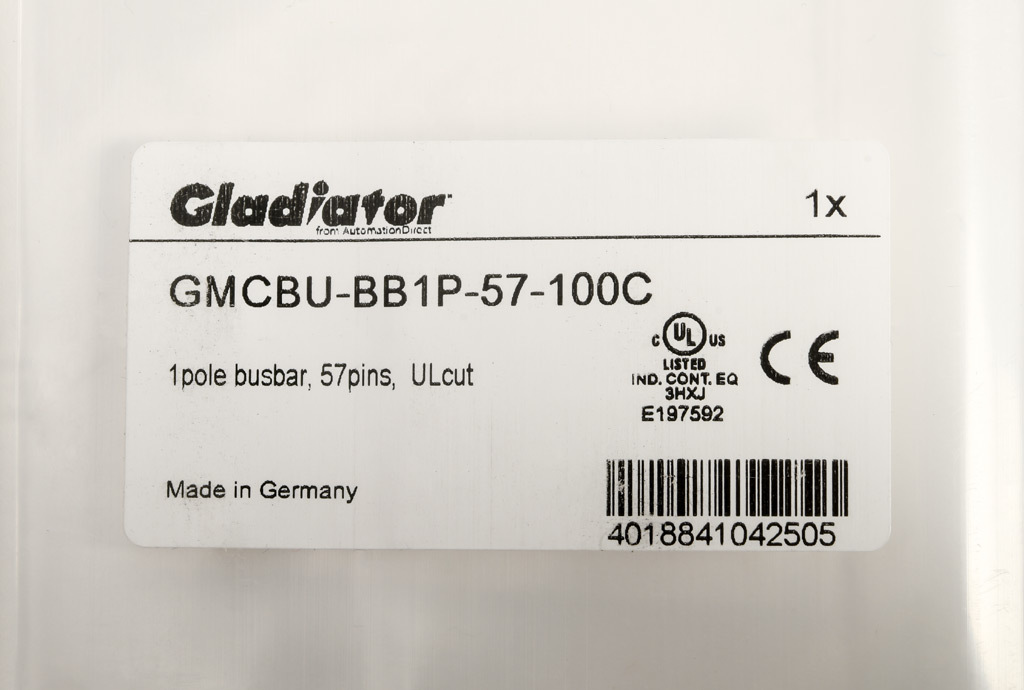 Gladiator™
from AutomationDirect
1x
GMCBU-BB1P-57-100C
1pole busbar, 57pins, ULcut
C UL US
LISTED
IND. CONT. EQ
3HXJ
E197592
CE
Made in Germany
4018841042505